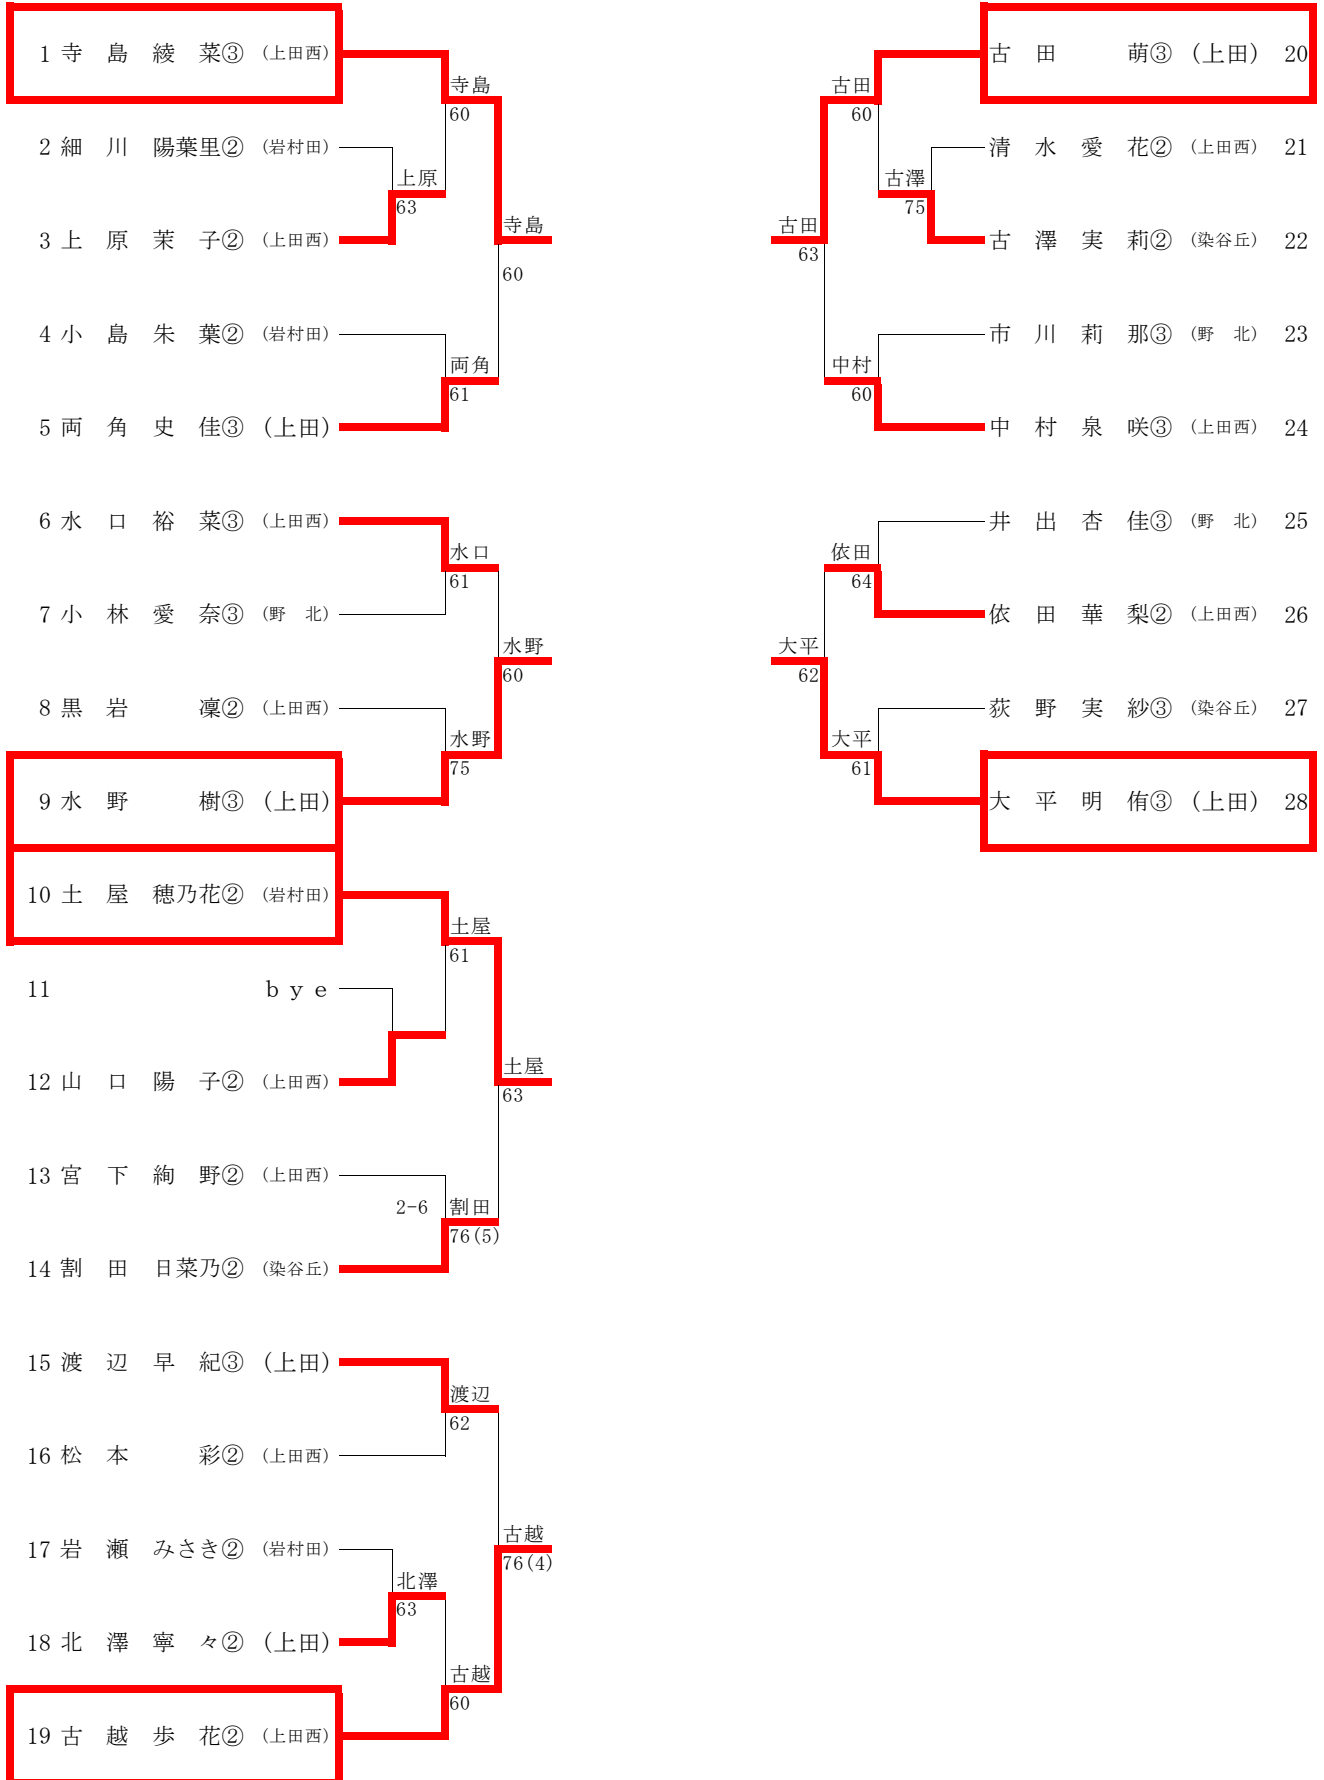 1 寺 島 綾 菜③ (上田西)
寺島
60
2 細 川 陽葉里② (岩村田)
上原
63
3 上 原 茉 子② (上田西)
寺島
60
4 小 島 朱 葉② (岩村田)
両角
61
5 両 角 史 佳③ (上田)
6 水 口 裕 菜③ (上田西)
水口
61
7 小 林 愛 奈③ (野 北)
水野
60
8 黒 岩 凜② (上田西)
水野
75
9 水 野 樹③ (上田)
10 土 屋 穂乃花② (岩村田)
土屋
61
11 bye
12 山 口 陽 子② (上田西)
土屋
63
13 宮 下 絢 野② (上田西)
2-6 割田
76(5)
14 割 田 日菜乃② (染谷丘)
15 渡 辺 早 紀③ (上田)
渡辺
62
16 松 本 彩② (上田西)
17 岩 瀬 みさき② (岩村田)
古越
76(4)
北澤
63
18 北 澤 寧 々② (上田)
古越
60
19 古 越 歩 花② (上田西)
古 田 萌③ (上田) 20
古田
60
清 水 愛 花② (上田西) 21
古澤
75
古 澤 実 莉② (染谷丘) 22
古田
63
市 川 莉 那③ (野 北) 23
中村
60
中 村 泉 咲③ (上田西) 24
井 出 杏 佳③ (野 北) 25
依田
64
依 田 華 梨② (上田西) 26
大平
62
荻 野 実 紗③ (染谷丘) 27
大平
61
大 平 明 侑③ (上田) 28